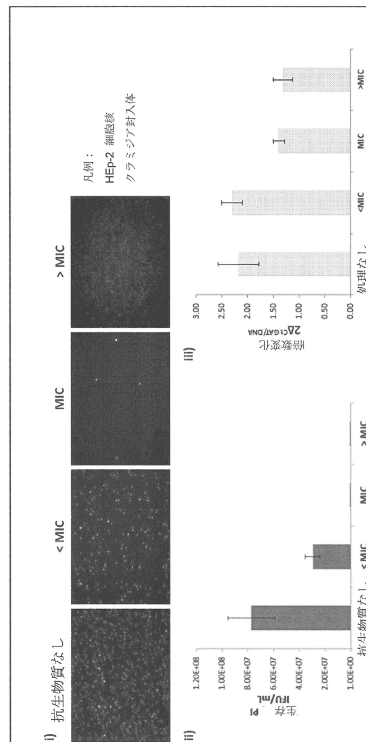 i)
抗生物質なし
< MIC
MIC
> MIC
凡例：
HEp-2 細胞核
クラミジア封入体
ii)
生存、PI
IFU/mL
1.20E+08
1.00E+08
8.00E+07
6.00E+07
4.00E+07
2.00E+07
1.00E+00
抗生物質なし
< MIC
MIC
> MIC
iii)
倍数変化
2ΔCt GAT/DNA
3.00
2.50
2.00
1.50
1.00
0.50
0.00
処理なし
<MIC
MIC
>MIC